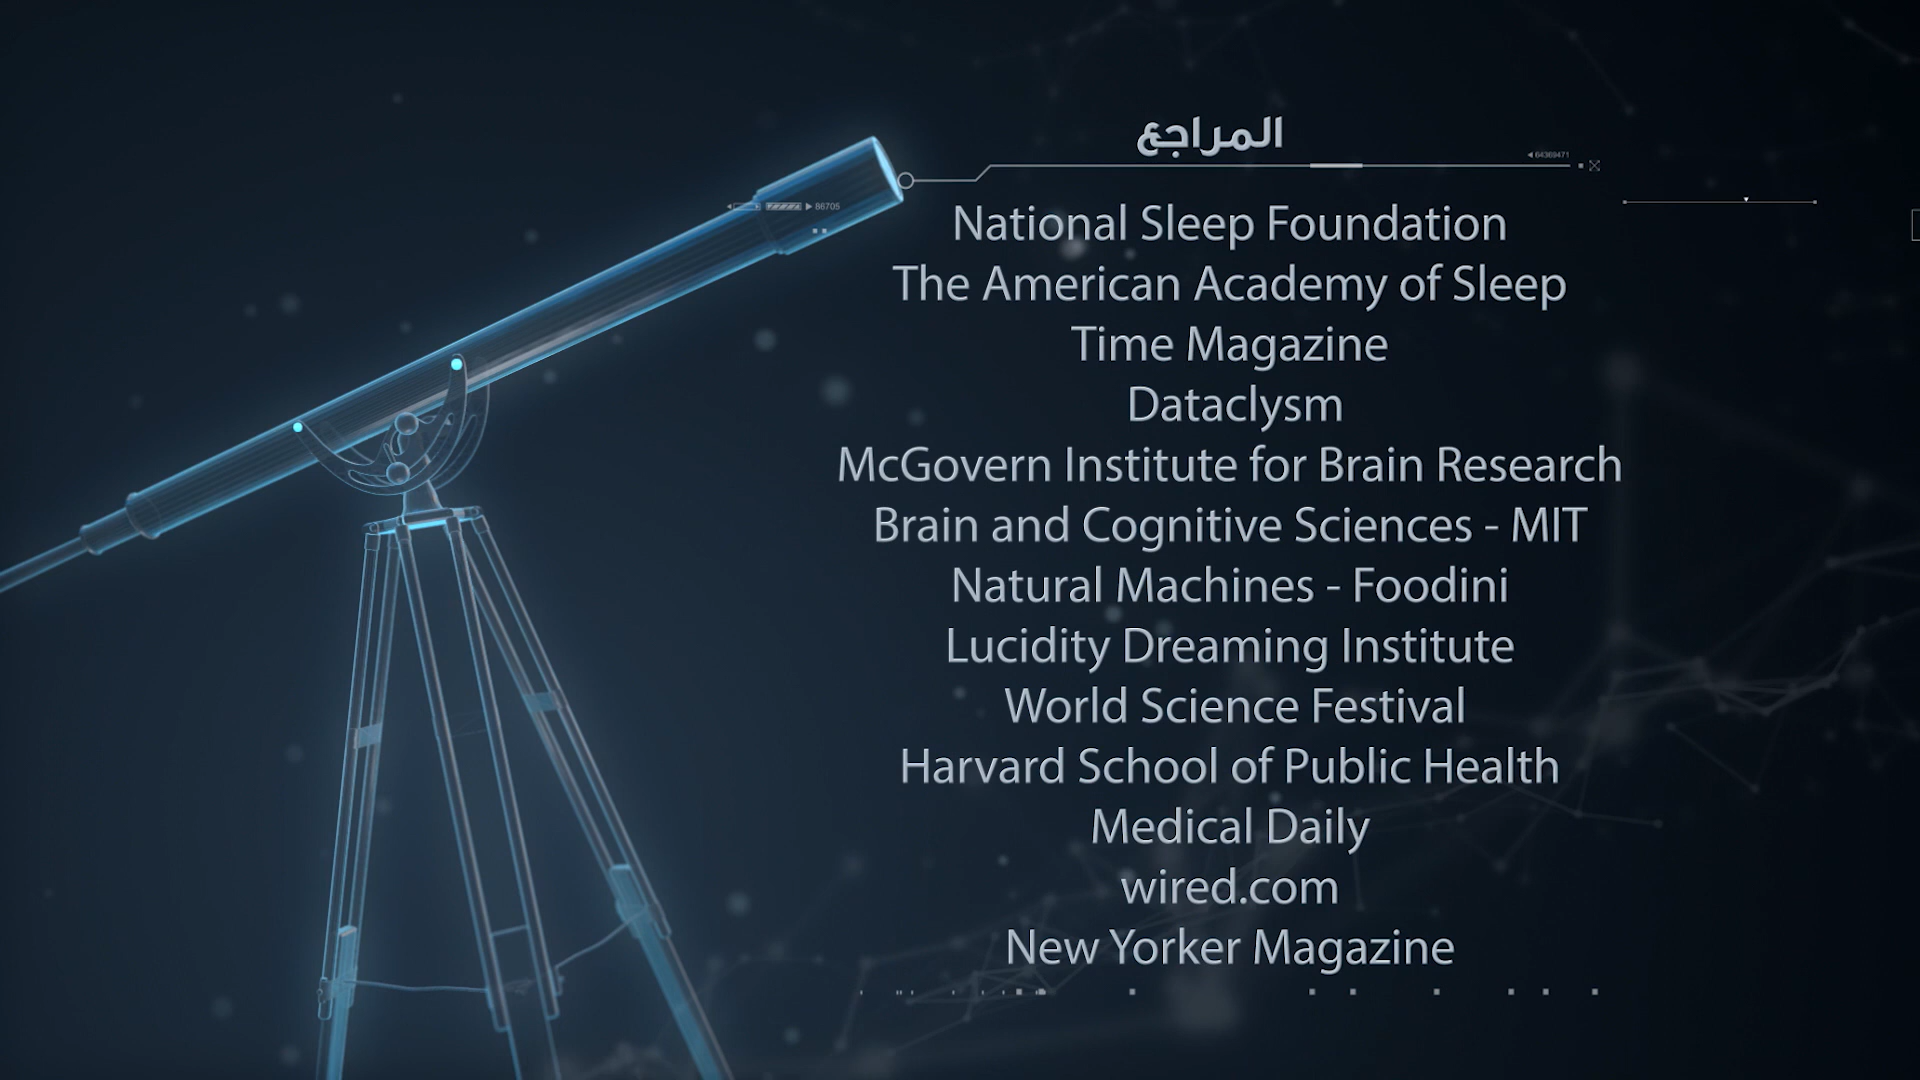 المراجع
64369471
86705
National Sleep Foundation
The American Academy of Sleep
Time Magazine
Dataclysm
McGovern Institute for Brain Research
Brain and Cognitive Sciences - MIT
Natural Machines - Foodini
Lucidity Dreaming Institute
World Science Festival
Harvard School of Public Health
Medical Daily
wired.com
New Yorker Magazine